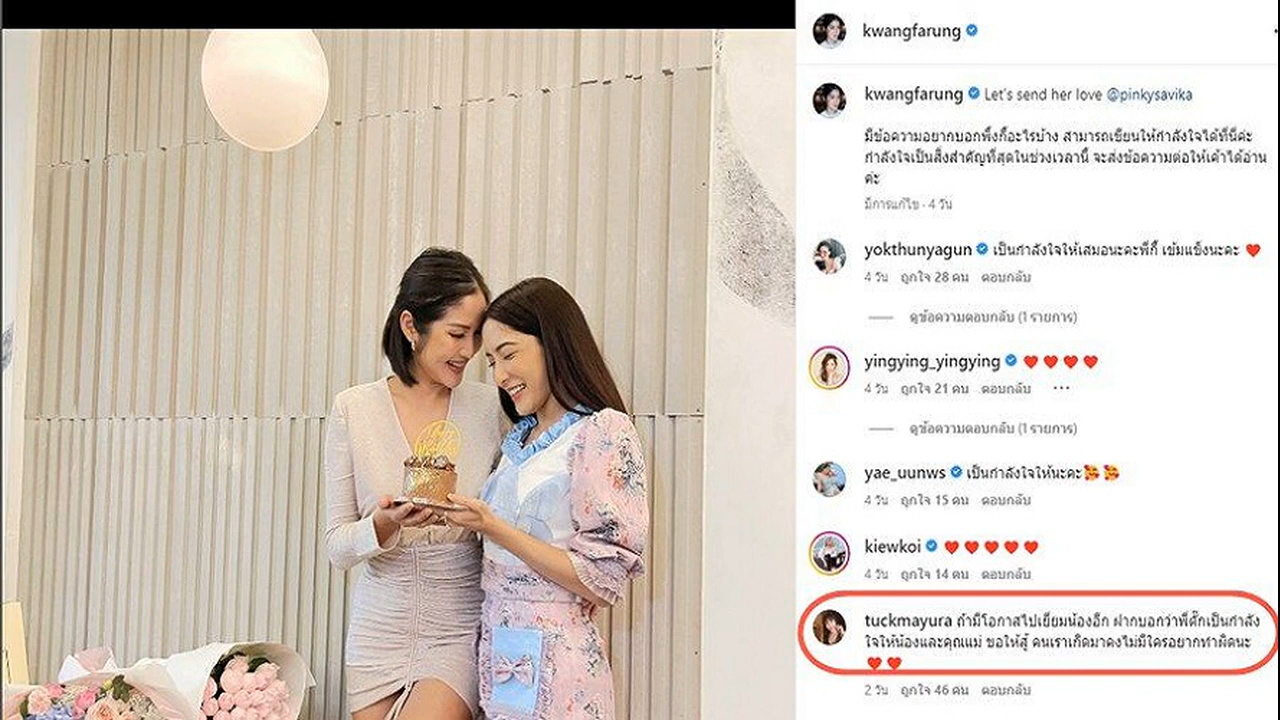 kwangfarung
kwangfarung Let's send her love @pinkysavika
มีข้อความอยากบอกพิ้งกี้อะไรบ้าง สามารถเขียนให้กำลังใจได้ที่นี่ค่ะ
กำลังใจเป็นสิ่งสำคัญที่สุดในช่วงเวลานี้ จะส่งข้อความต่อให้เค้าได้อ่าน
ค่ะ
มีการแก้ไข · 4 วัน
yokthunyagun เป็นกำลังใจให้เสมอนะคะพี่กี้ เข้มแข็งนะคะ ❤️
4 วัน ถูกใจ 28 คน ตอบกลับ
ดูข้อความตอบกลับ (1 รายการ)
yingying_yingying ❤️❤️❤️❤️
4 วัน ถูกใจ 21 คน ตอบกลับ ...
ดูข้อความตอบกลับ (1 รายการ)
yae_uunws เป็นกำลังใจให้นะคะ🥰🥰
4 วัน ถูกใจ 15 คน ตอบกลับ
kiewkoi ❤️❤️❤️❤️❤️
4 วัน ถูกใจ 14 คน ตอบกลับ
tuckmayura ถ้ามีโอกาสไปเยี่ยมน้องอีก ฝากบอกว่าพี่ตั๊กเป็นกำลัง
ใจให้น้องและคุณแม่ ขอให้สู้ คนเราเกิดมาคงไม่มีใครอยากทำผิดนะ
❤️❤️
2 วัน ถูกใจ 46 คน ตอบกลับ